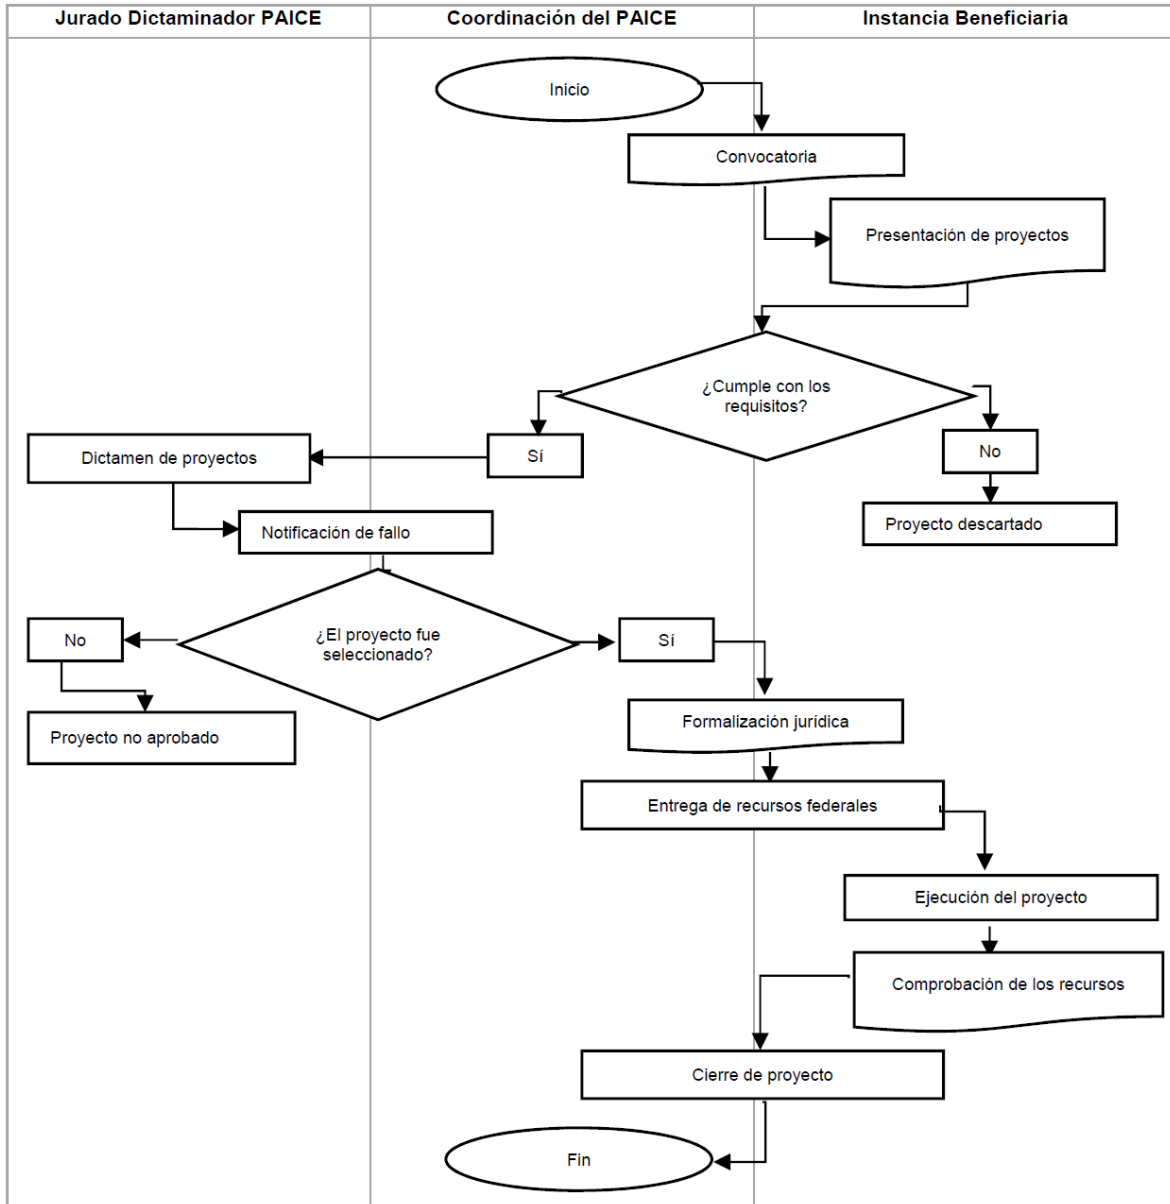 Jurado Dictaminador PAICE
Coordinación del PAICE
Instancia Beneficiaria
Inicio
Convocatoria
Presentación de proyectos
¿Cumple con los
requisitos?
Sí
No
Dictamen de proyectos
Proyecto descartado
Notificación de fallo
¿El proyecto fue
seleccionado?
No
Sí
Proyecto no aprobado
Formalización jurídica
Entrega de recursos federales
Ejecución del proyecto
Comprobación de los recursos
Cierre de proyecto
Fin